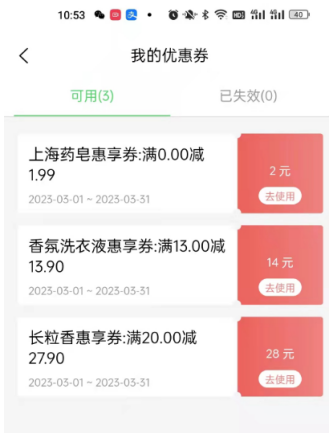 10:53
40
我的优惠券
可用(3)
已失效(0)
上海药皂惠享券:满0.00减
1.99
2023-03-01 ~ 2023-03-31
2 元
去使用
香氛洗衣液惠享券:满13.00减
13.90
2023-03-01 ~ 2023-03-31
14 元
去使用
长粒香惠享券:满20.00减
27.90
2023-03-01 ~ 2023-03-31
28 元
去使用